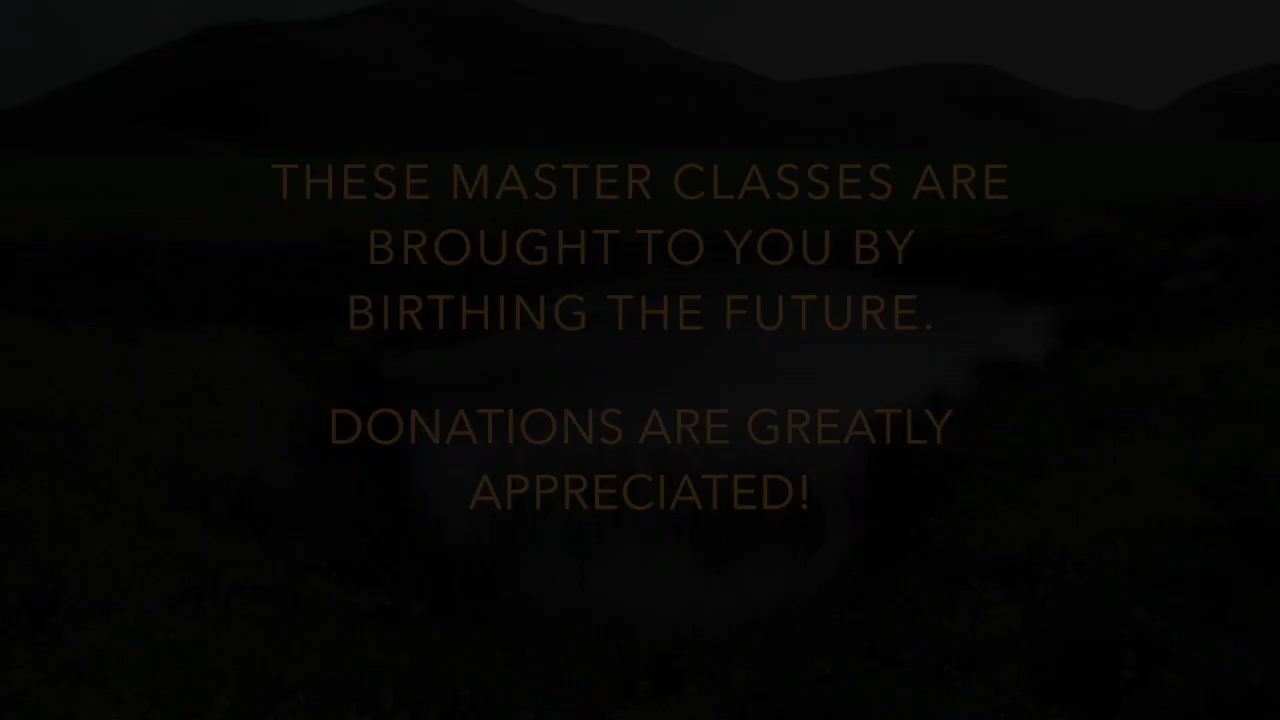 THESE MASTER CLASSES ARE
BROUGHT TO YOU BY
BIRTHING THE FUTURE.
DONATIONS ARE GREATLY
APPRECIATED!